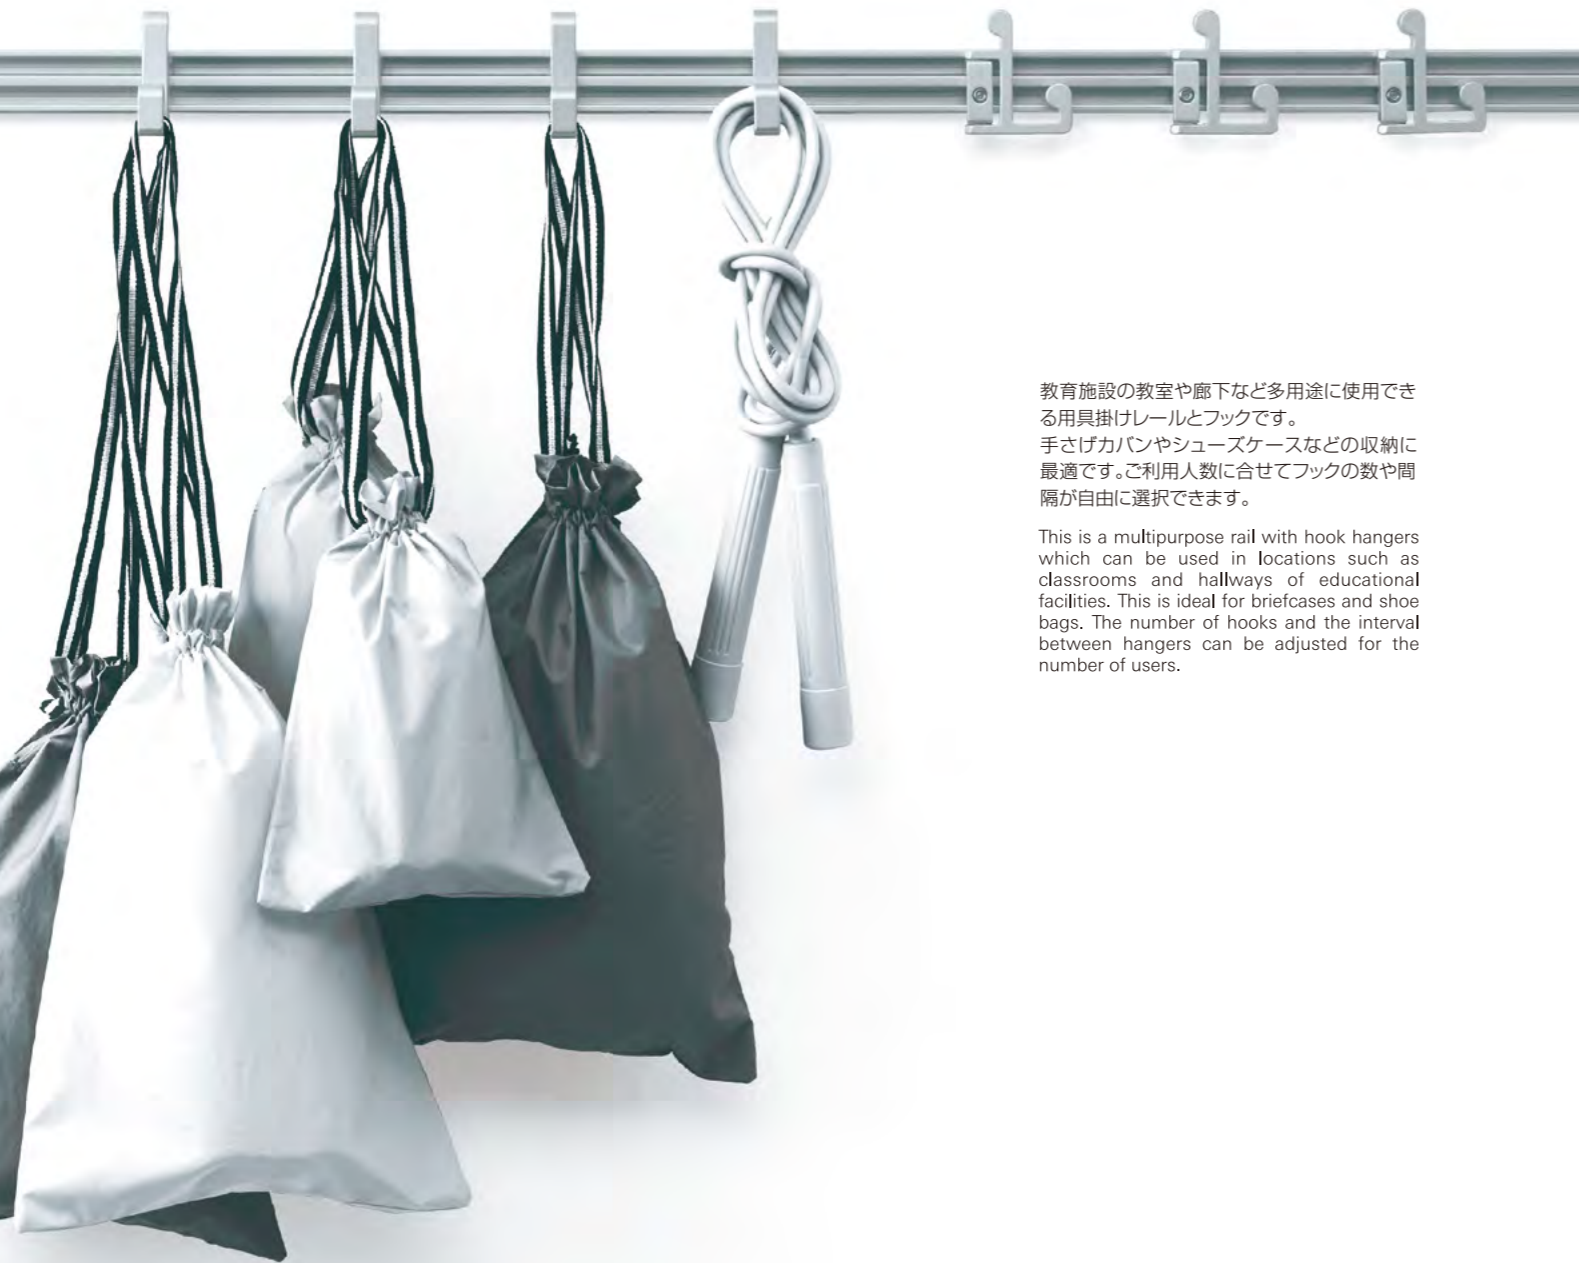 教育施設の教室や廊下など多用途に使用でき
る用具掛けレールとフックです。
手さげカバンやシューズケースなどの収納に
最適です。ご利用人数に合せてフックの数や間
隔が自由に選択できます。
This is a multipurpose rail with hook hangers
which can be used in locations such as
classrooms and hallways of educational
facilities. This is ideal for briefcases and shoe
bags. The number of hooks and the interval
between hangers can be adjusted for the
number of users.